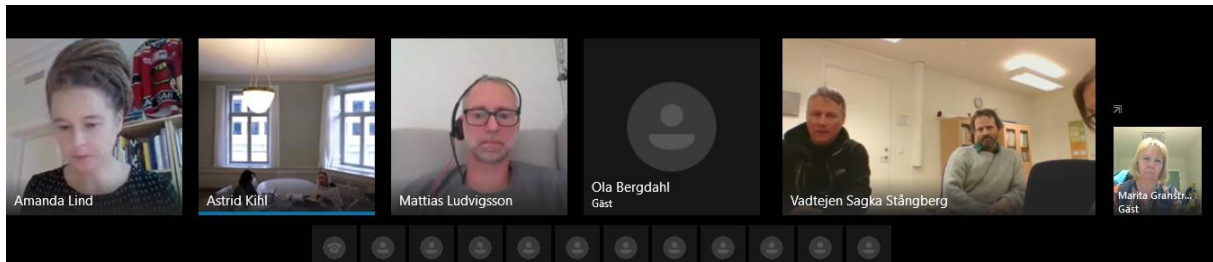 Amanda Lind
Astrid Kihl
Mattias Ludvigsson
Ola Bergdahl
Gäst
Vadtejen Sagka Stångberg
Marita Granstr...
Gäst